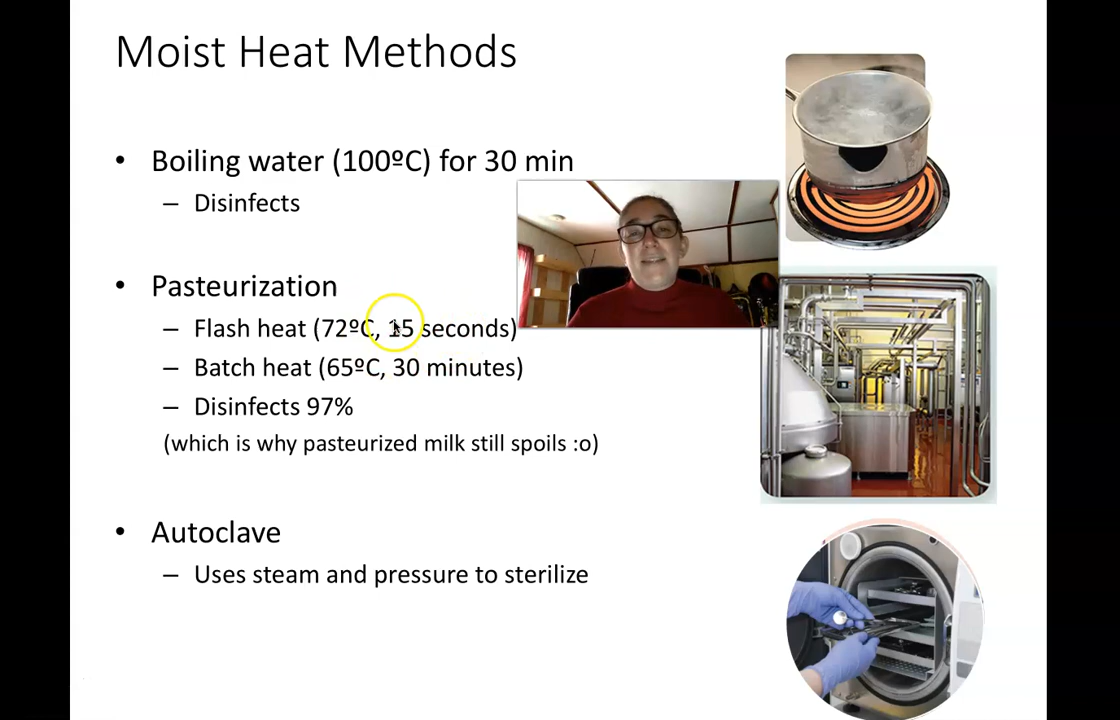 Moist Heat Methods
• Boiling water (100ºC) for 30 min
– Disinfects
• Pasteurization
– Flash heat (72ºC, 15 seconds)
– Batch heat (65ºC, 30 minutes)
– Disinfects 97%
(which is why pasteurized milk still spoils :o)
• Autoclave
– Uses steam and pressure to sterilize